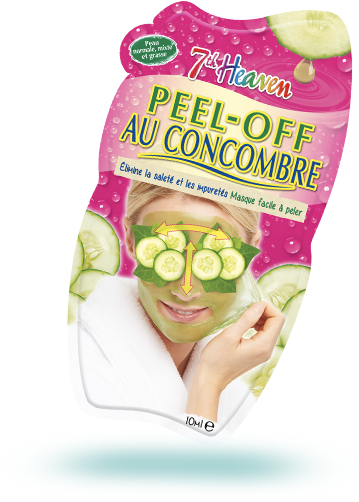 Peau
normale, mixte
et grasse
7th Heaven
PEEL-OFF
AU CONCOMBRE
Élimine la saleté et les impuretés Masque facile à peler
10ml e